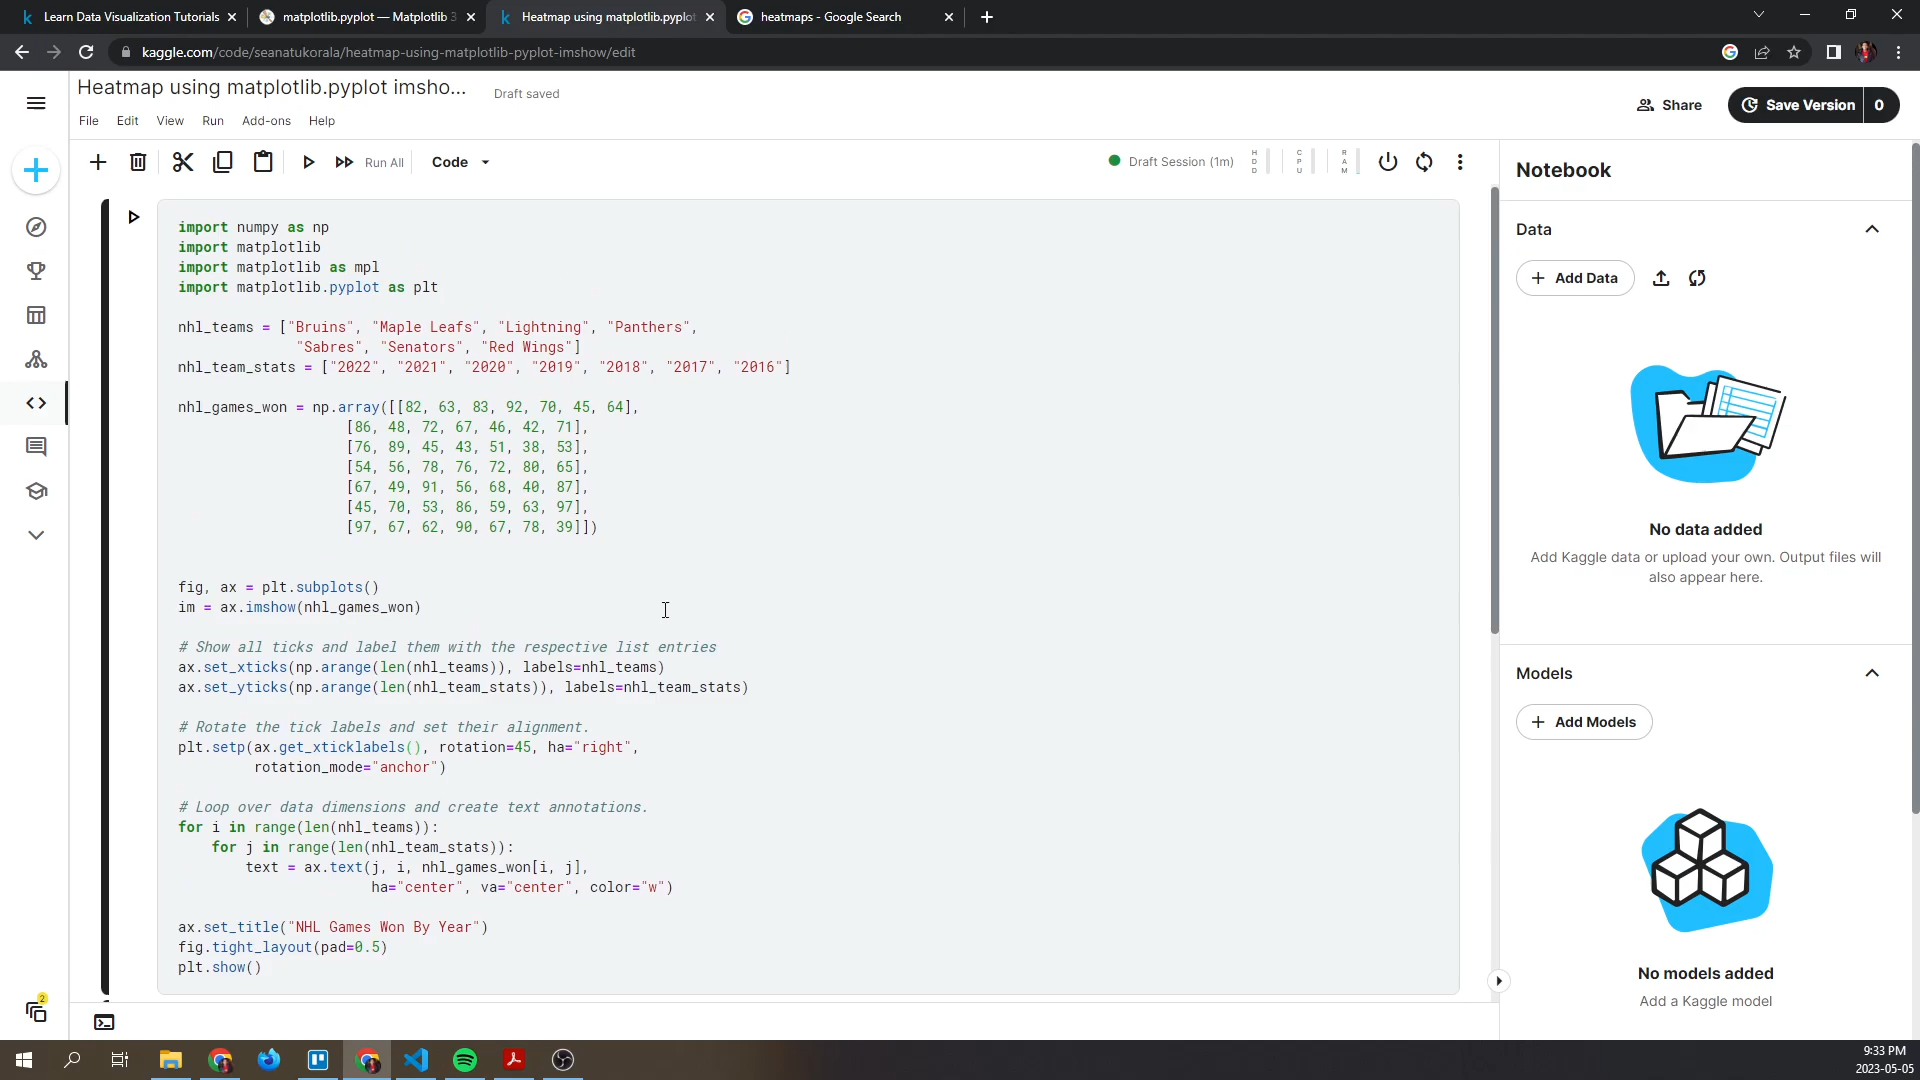 Learn Data Visualization Tutorials
matplotlib.pyplot — Matplotlib 3
Heatmap using matplotlib.pyplot
heatmaps - Google Search
kaggle.com/code/seanatukorala/heatmap-using-matplotlib-pyplot-imshow/edit
Heatmap using matplotlib.pyplot imsho...
Draft saved
Share
Save Version
0
File Edit View Run Add-ons Help
Run All
Code
Draft Session (1m)
HDD
CPU
RAM
import numpy as np
import matplotlib
import matplotlib as mpl
import matplotlib.pyplot as plt
nhl_teams = ["Bruins", "Maple Leafs", "Lightning", "Panthers",
"Sabres", "Senators", "Red Wings"]
nhl_team_stats = ["2022", "2021", "2020", "2019", "2018", "2017", "2016"]
nhl_games_won = np.array([[82, 63, 83, 92, 70, 45, 64],
[86, 48, 72, 67, 46, 42, 71],
[76, 89, 45, 43, 51, 38, 53],
[54, 56, 78, 76, 72, 80, 65],
[67, 49, 91, 56, 68, 40, 87],
[45, 70, 53, 86, 59, 63, 97],
[97, 67, 62, 90, 67, 78, 39]])
fig, ax = plt.subplots()
im = ax.imshow(nhl_games_won)
# Show all ticks and label them with the respective list entries
ax.set_xticks(np.arange(len(nhl_teams)), labels=nhl_teams)
ax.set_yticks(np.arange(len(nhl_team_stats)), labels=nhl_team_stats)
# Rotate the tick labels and set their alignment.
plt.setp(ax.get_xticklabels(), rotation=45, ha="right",
rotation_mode="anchor")
# Loop over data dimensions and create text annotations.
for i in range(len(nhl_teams)):
for j in range(len(nhl_team_stats)):
text = ax.text(j, i, nhl_games_won[i, j],
ha="center", va="center", color="w")
ax.set_title("NHL Games Won By Year")
fig.tight_layout(pad=0.5)
plt.show()
Notebook
Data
Add Data
No data added
Add Kaggle data or upload your own. Output files will
also appear here.
Models
Add Models
No models added
Add a Kaggle model
2
9:33 PM
2023-05-05